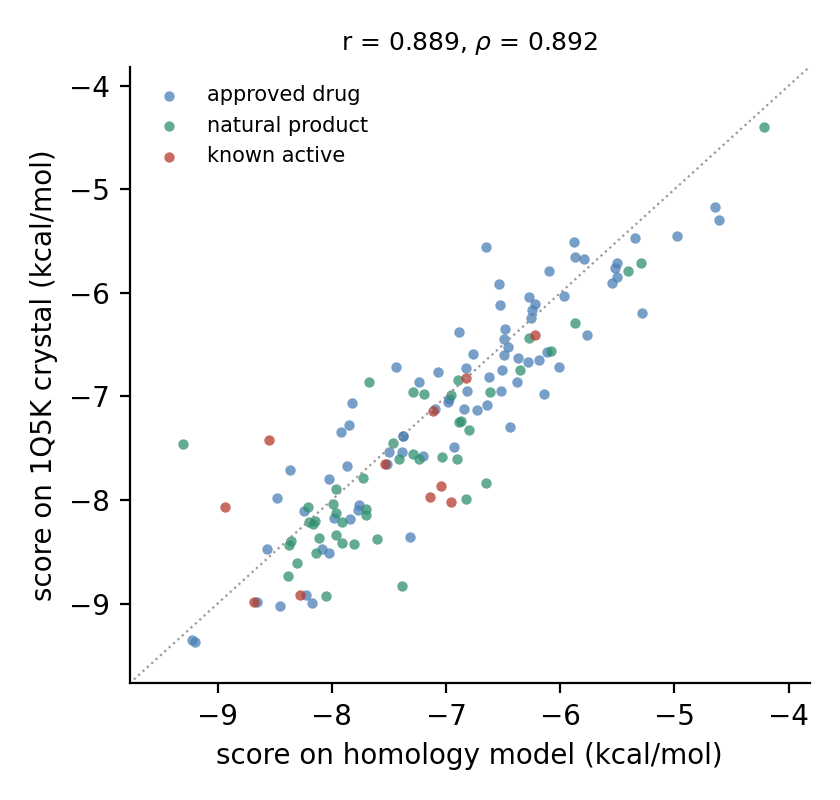 r = 0.889, ρ = 0.892
approved drug
natural product
known active
score on 1Q5K crystal (kcal/mol)
−4
−5
−6
−7
−8
−9
−9
−8
−7
−6
−5
−4
score on homology model (kcal/mol)